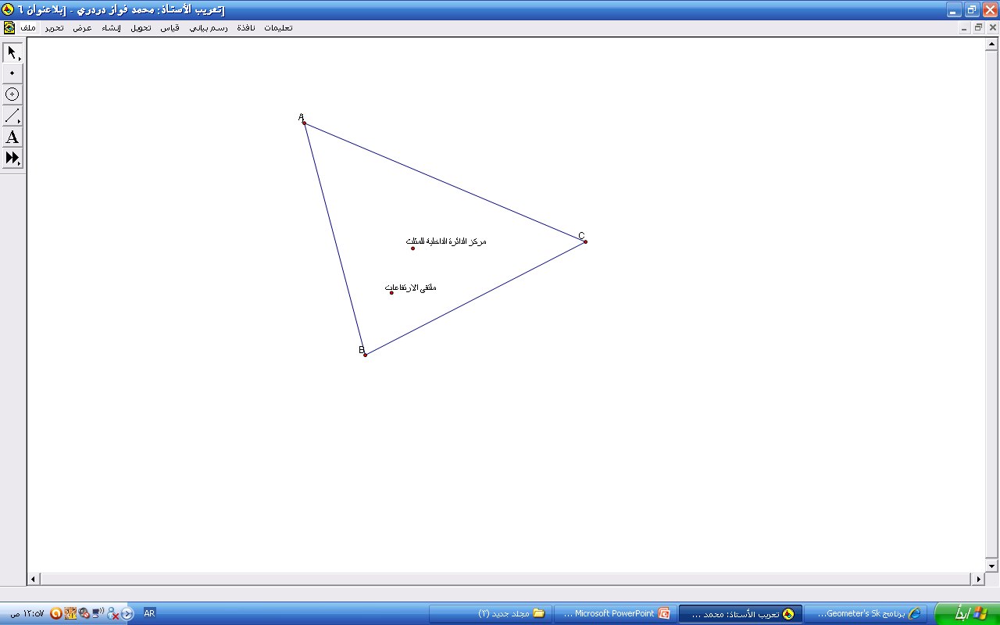 [تعريب الأستاذ: محمد فواز دردري - [بلاعنوان ٦
ملف تحرير عرض إنشاء تحويل قياس رسم بياني نافذة تعليمات
A
A
C
مركز الدائرة الداخلية للمثلث
ملتقى الارتفاعات
B
ابدأ
برنامج Geometer's Sk...
تعريب الأستاذ: محمد ...
Microsoft PowerPoint ...
مجلد جديد (٢)
AR
١٢:٥٧ ص